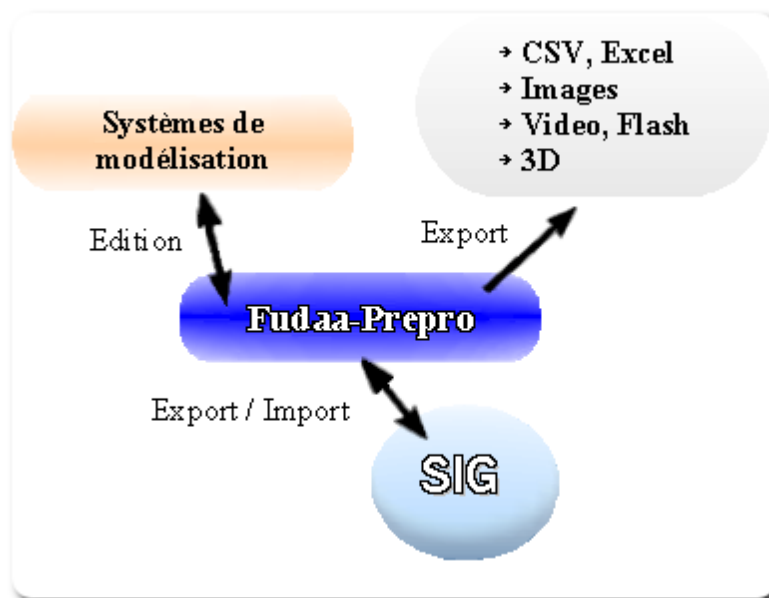 Systèmes de
modélisation
→ CSV, Excel
→ Images
→ Video, Flash
→ 3D
Edition
Export
Fudaa-Prepro
Export / Import
SIG